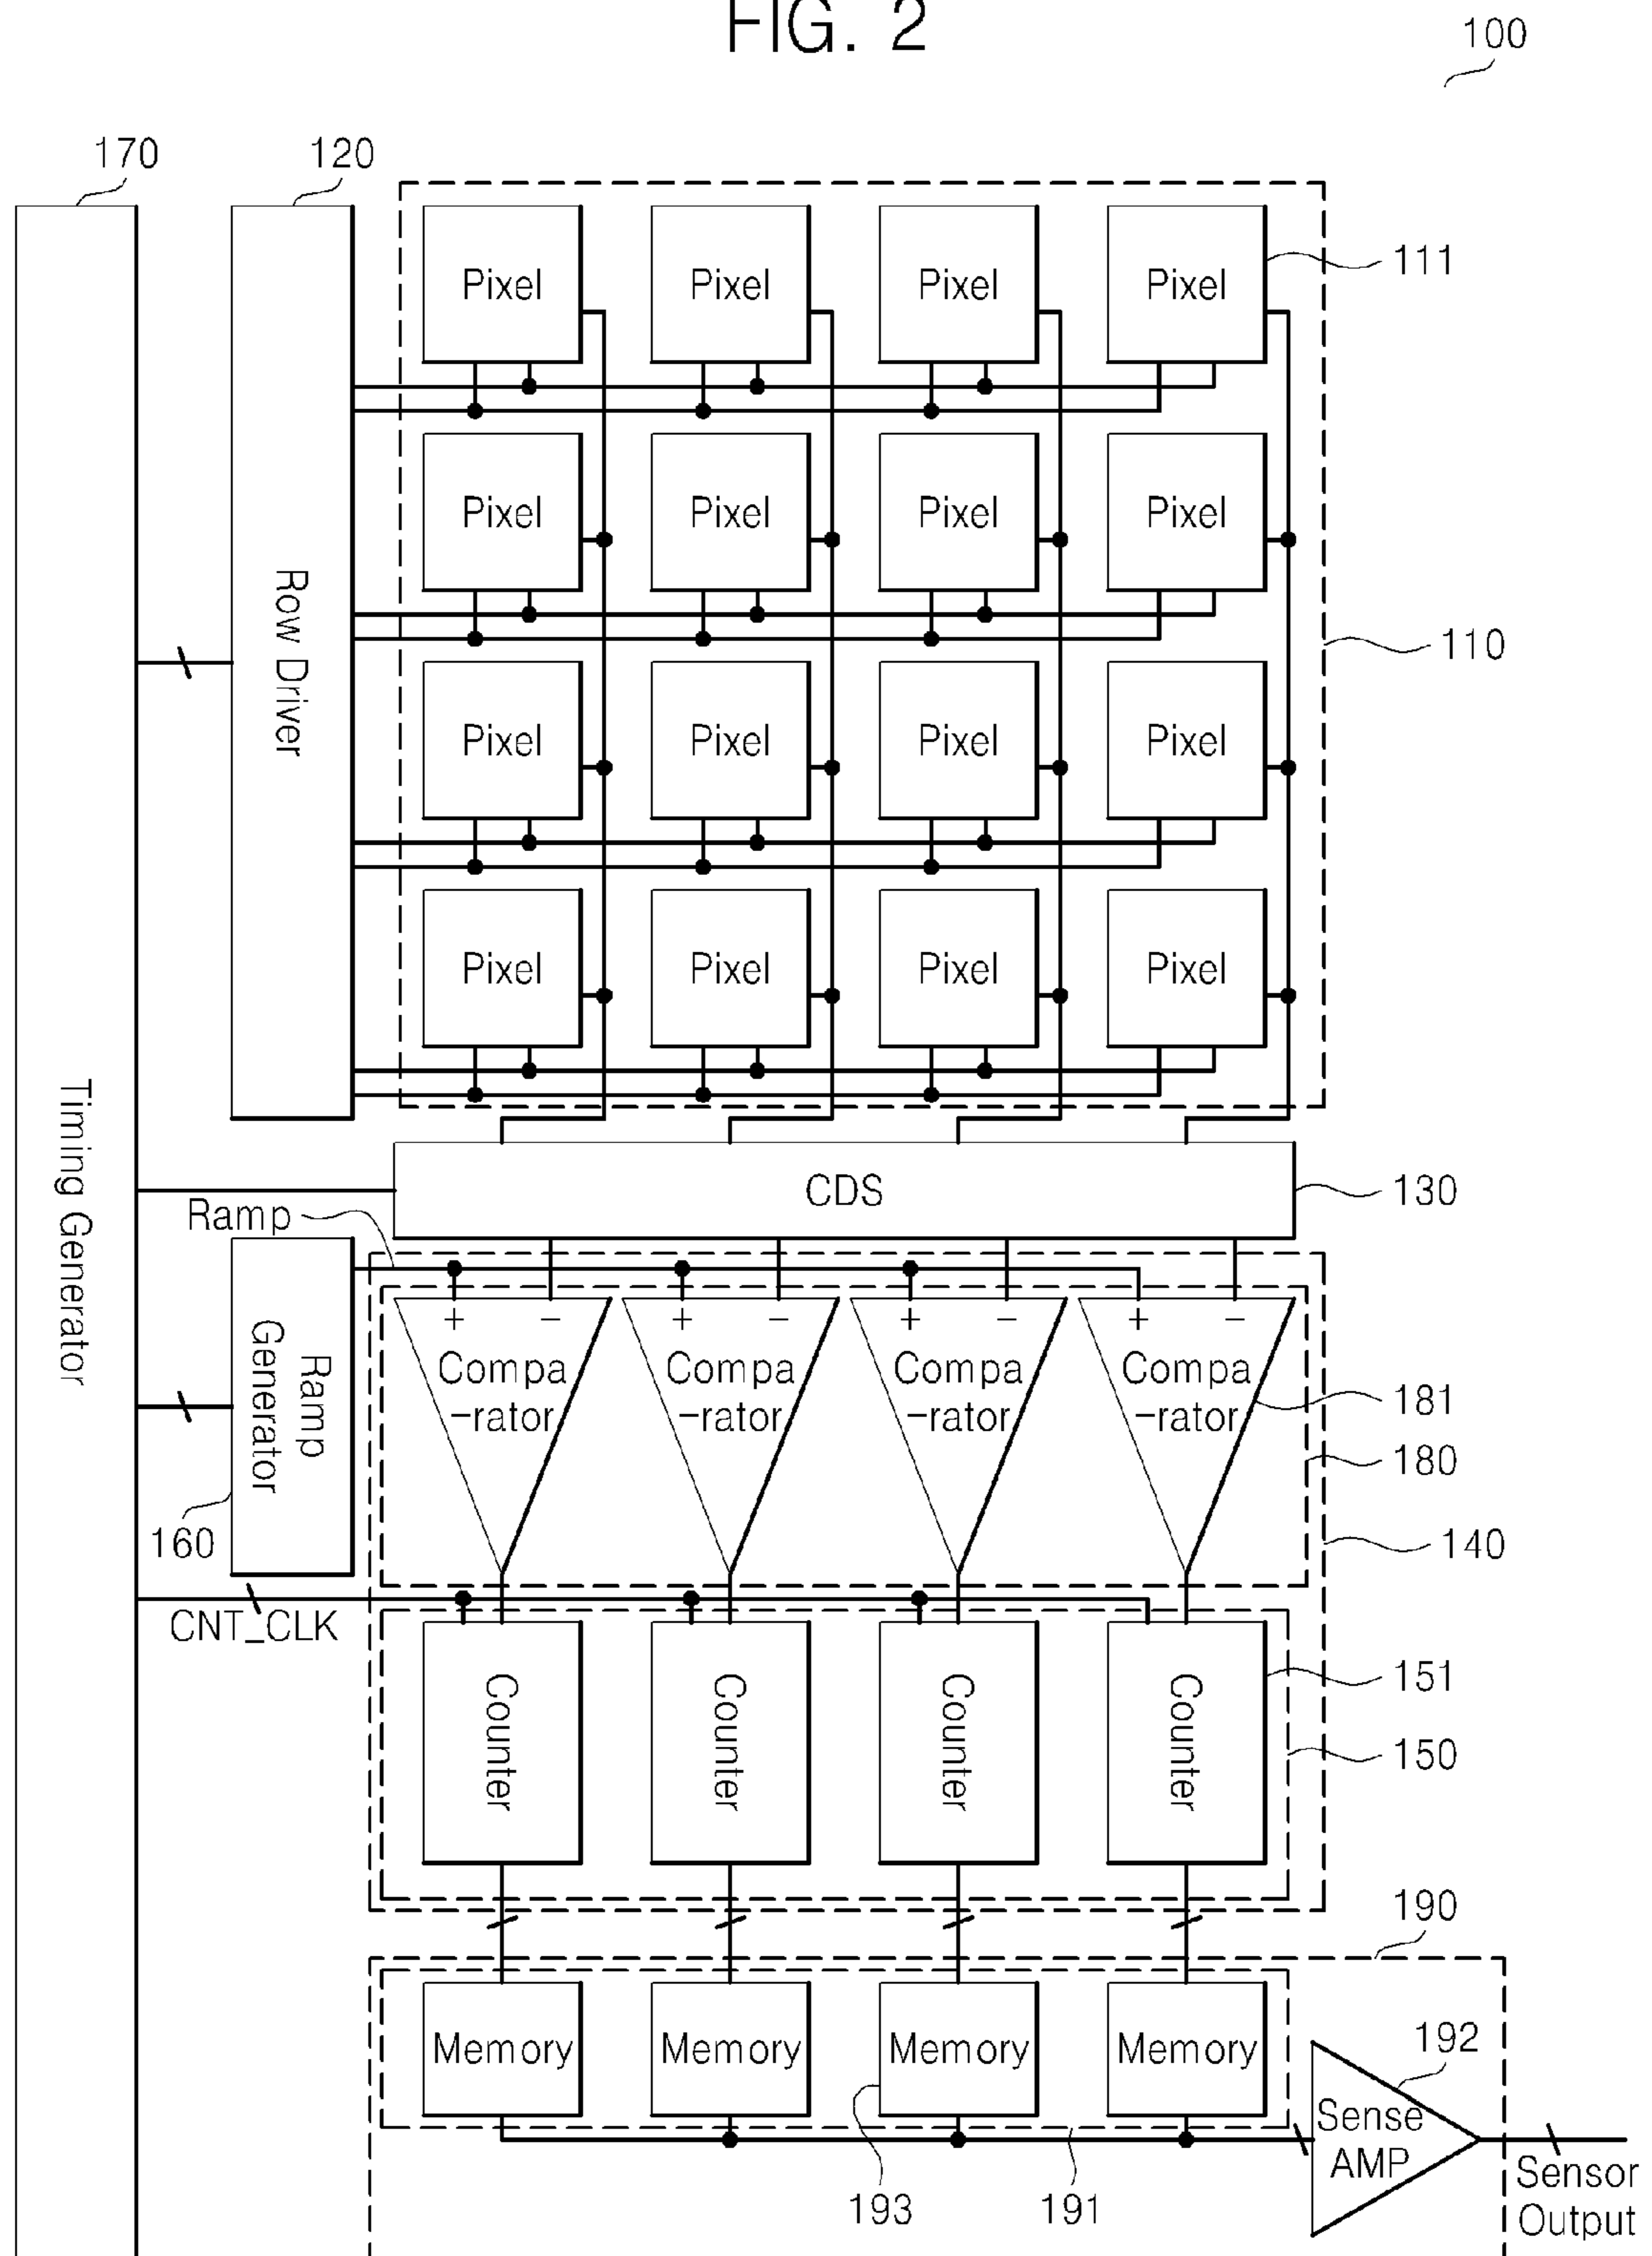 FIG. 2
100
170
120
Pixel Pixel Pixel Pixel
111
Pixel Pixel Pixel Pixel
Row Driver
110
Pixel Pixel Pixel Pixel
Pixel Pixel Pixel Pixel
Timing Generator
CDS
130
Ramp
Ramp
Generator
160
+ − + − + − + −
Compa
-rator
Compa
-rator
Compa
-rator
Compa
-rator
181
180
140
CNT_CLK
Counter Counter Counter Counter
151
150
190
Memory Memory Memory Memory
192
Sense
AMP
193
191
Sensor
Output